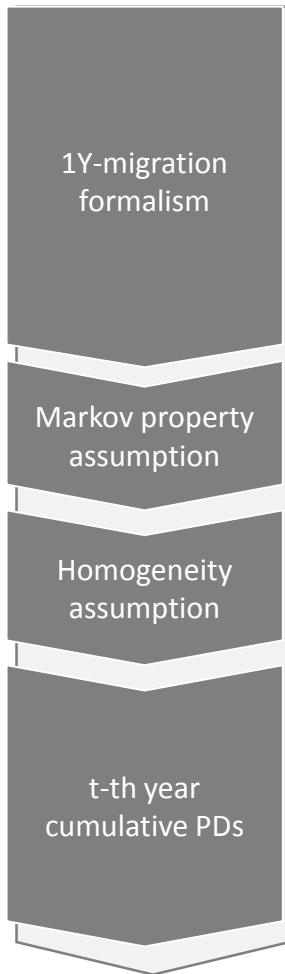 1Y-migration
formalism
Markov property
assumption
Homogeneity
assumption
t-th year
cumulative PDs